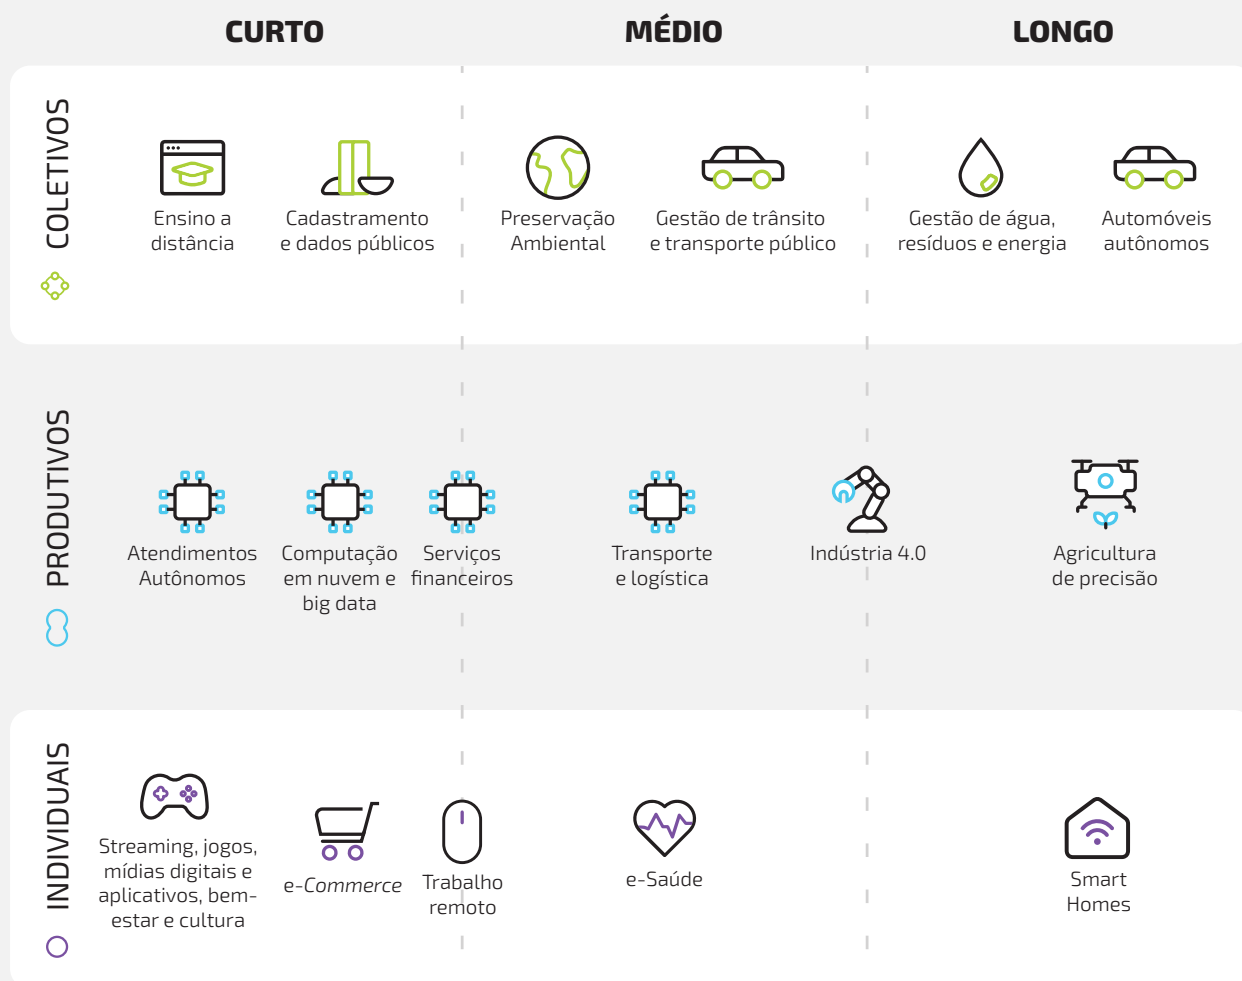 CURTO
MÉDIO
LONGO
COLETIVOS
Ensino a
distância
Cadastramento
e dados públicos
Preservação
Ambiental
Gestão de trânsito
e transporte público
Gestão de água,
resíduos e energia
Automóveis
autônomos
PRODUTIVOS
Atendimentos
Autônomos
Computação
em nuvem e
big data
Serviços
financeiros
Transporte
e logística
Indústria 4.0
Agricultura
de precisão
INDIVIDUAIS
Streaming, jogos,
mídias digitais e
aplicativos, bem-
estar e cultura
e-Commerce
Trabalho
remoto
e-Saúde
Smart
Homes